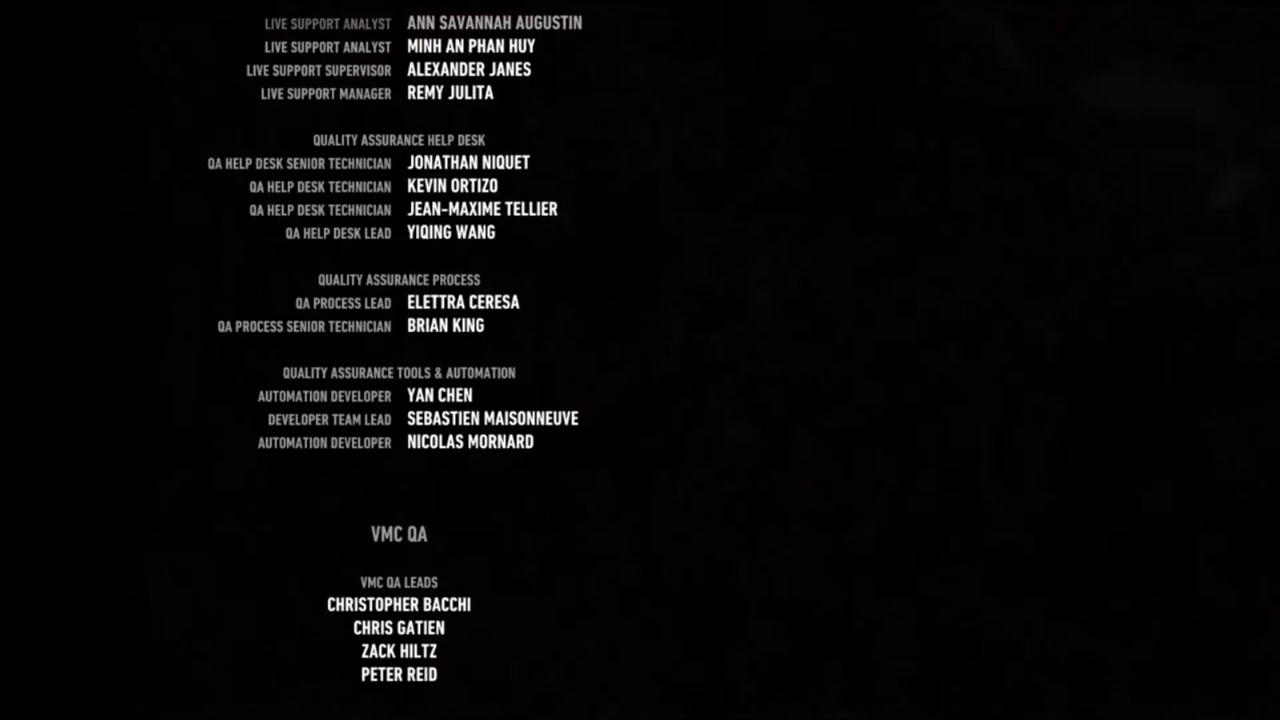 LIVE SUPPORT ANALYST ANN SAVANNAH AUGUSTIN
LIVE SUPPORT ANALYST MINH AN PHAN HUY
LIVE SUPPORT SUPERVISOR ALEXANDER JANES
LIVE SUPPORT MANAGER REMY JULITA
QUALITY ASSURANCE HELP DESK
QA HELP DESK SENIOR TECHNICIAN JONATHAN NIQUET
QA HELP DESK TECHNICIAN KEVIN ORTIZO
QA HELP DESK TECHNICIAN JEAN-MAXIME TELLIER
QA HELP DESK LEAD YIQING WANG
QUALITY ASSURANCE PROCESS
QA PROCESS LEAD ELETTRA CERESA
QA PROCESS SENIOR TECHNICIAN BRIAN KING
QUALITY ASSURANCE TOOLS & AUTOMATION
AUTOMATION DEVELOPER YAN CHEN
DEVELOPER TEAM LEAD SEBASTIEN MAISONNEUVE
AUTOMATION DEVELOPER NICOLAS MORNARD
VMC QA
VMC QA LEADS
CHRISTOPHER BACCHI
CHRIS GATIEN
ZACK HILTZ
PETER REID